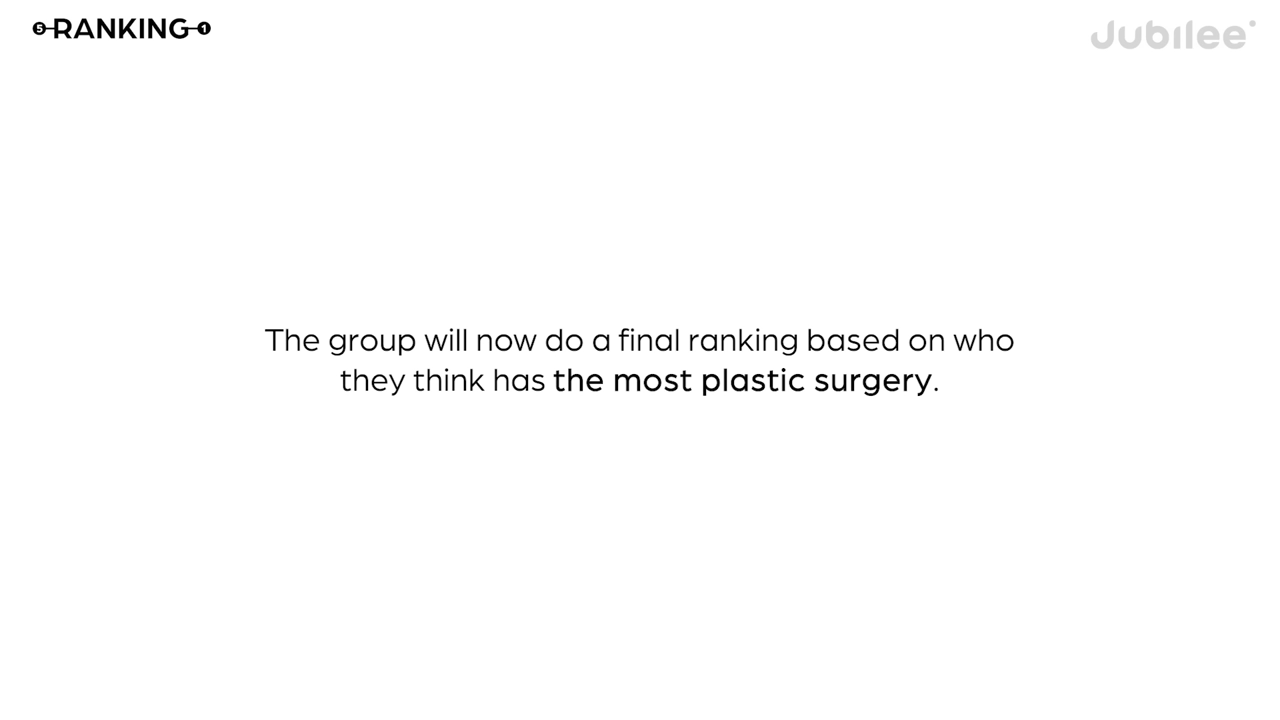 5 RANKING 1
Jubilee
The group will now do a final ranking based on who
they think has the most plastic surgery.